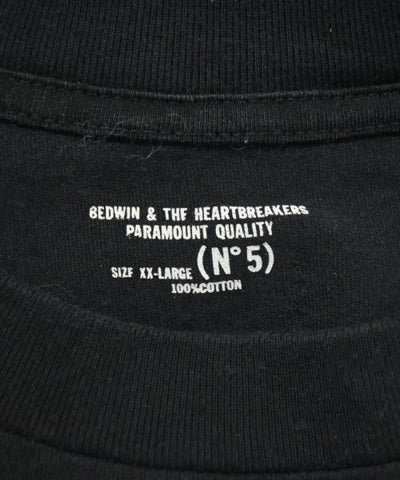 BEDWIN & THE HEARTBREAKERS
PARAMOUNT QUALITY
SIZE XX-LARGE (N°5)
100%COTTON